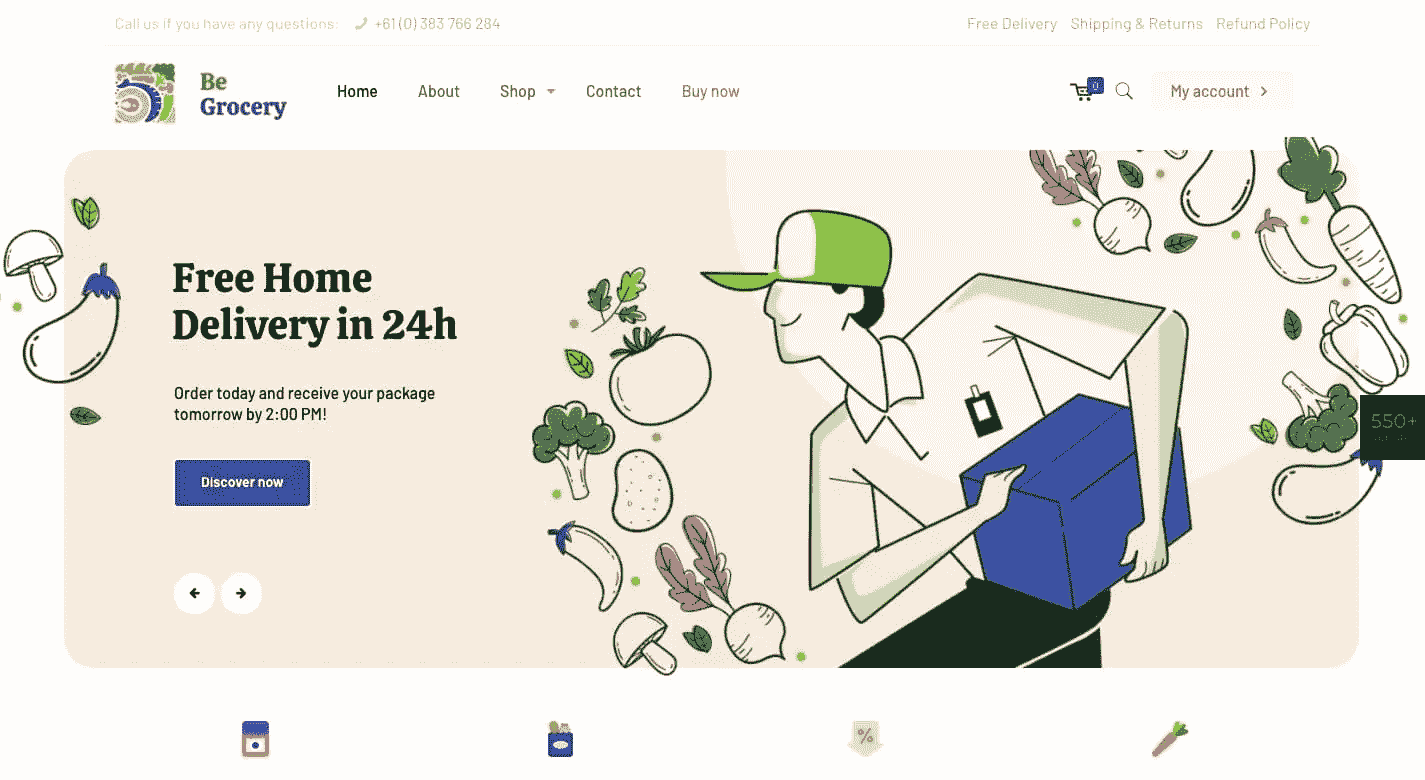 Call us if you have any questions: +61 (0) 383 766 284
Free Delivery Shipping & Returns Refund Policy
Be
Grocery
Home About Shop Contact Buy now
0
My account
Free Home
Delivery in 24h
Order today and receive your package
tomorrow by 2:00 PM!
Discover now
550+
%